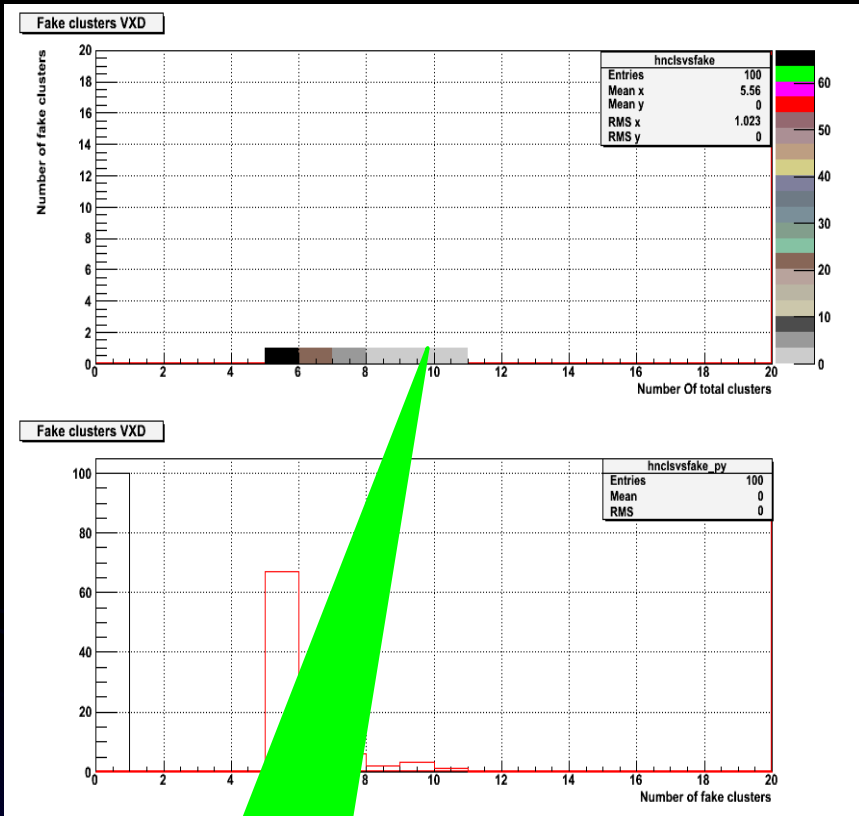 Fake clusters VXD
Number of fake clusters
20
18
16
14
12
10
8
6
4
2
0
hnclsvsfake
Entries 100
Mean x 5.56
Mean y 0
RMS x 1.023
RMS y 0
60
50
40
30
20
10
0
0 2 4 6 8 10 12 14 16 18 20
Number Of total clusters
Fake clusters VXD
100
80
60
40
20
0
hnclsvsfake_py
Entries 100
Mean 0
RMS 0
0 2 4 8 10 12 14 16 18 20
Number of fake clusters